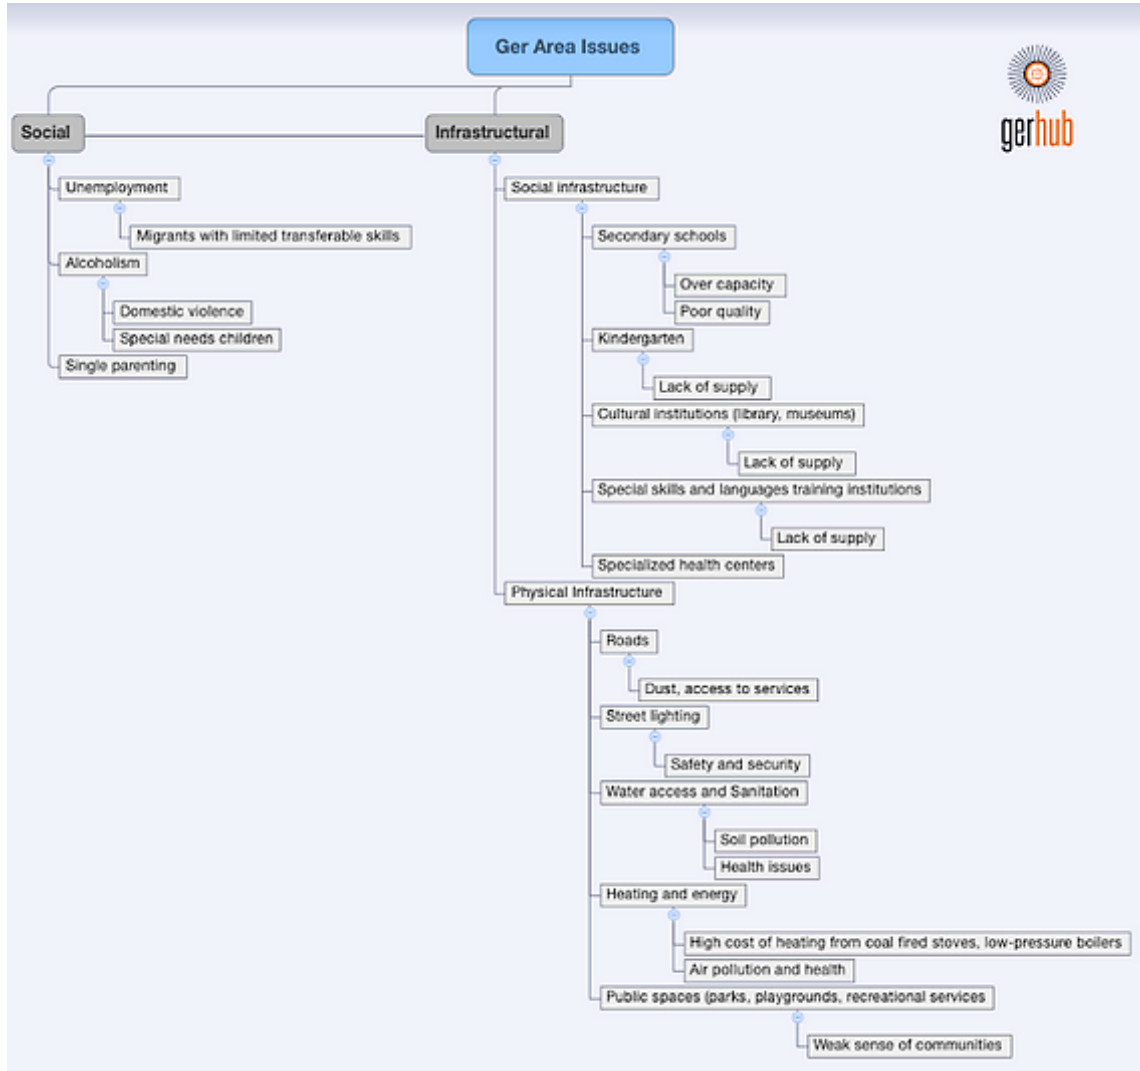 Ger Area Issues
gerhub
Social
Infrastructural
Unemployment
Migrants with limited transferable skills
Alcoholism
Domestic violence
Special needs children
Single parenting
Social infrastructure
Secondary schools
Over capacity
Poor quality
Kindergarten
Lack of supply
Cultural institutions (library, museums)
Lack of supply
Special skills and languages training institutions
Lack of supply
Specialized health centers
Physical Infrastructure
Roads
Dust, access to services
Street lighting
Safety and security
Water access and Sanitation
Soil pollution
Health issues
Heating and energy
High cost of heating from coal fired stoves, low-pressure boilers
Air pollution and health
Public spaces (parks, playgrounds, recreational services
Weak sense of communities